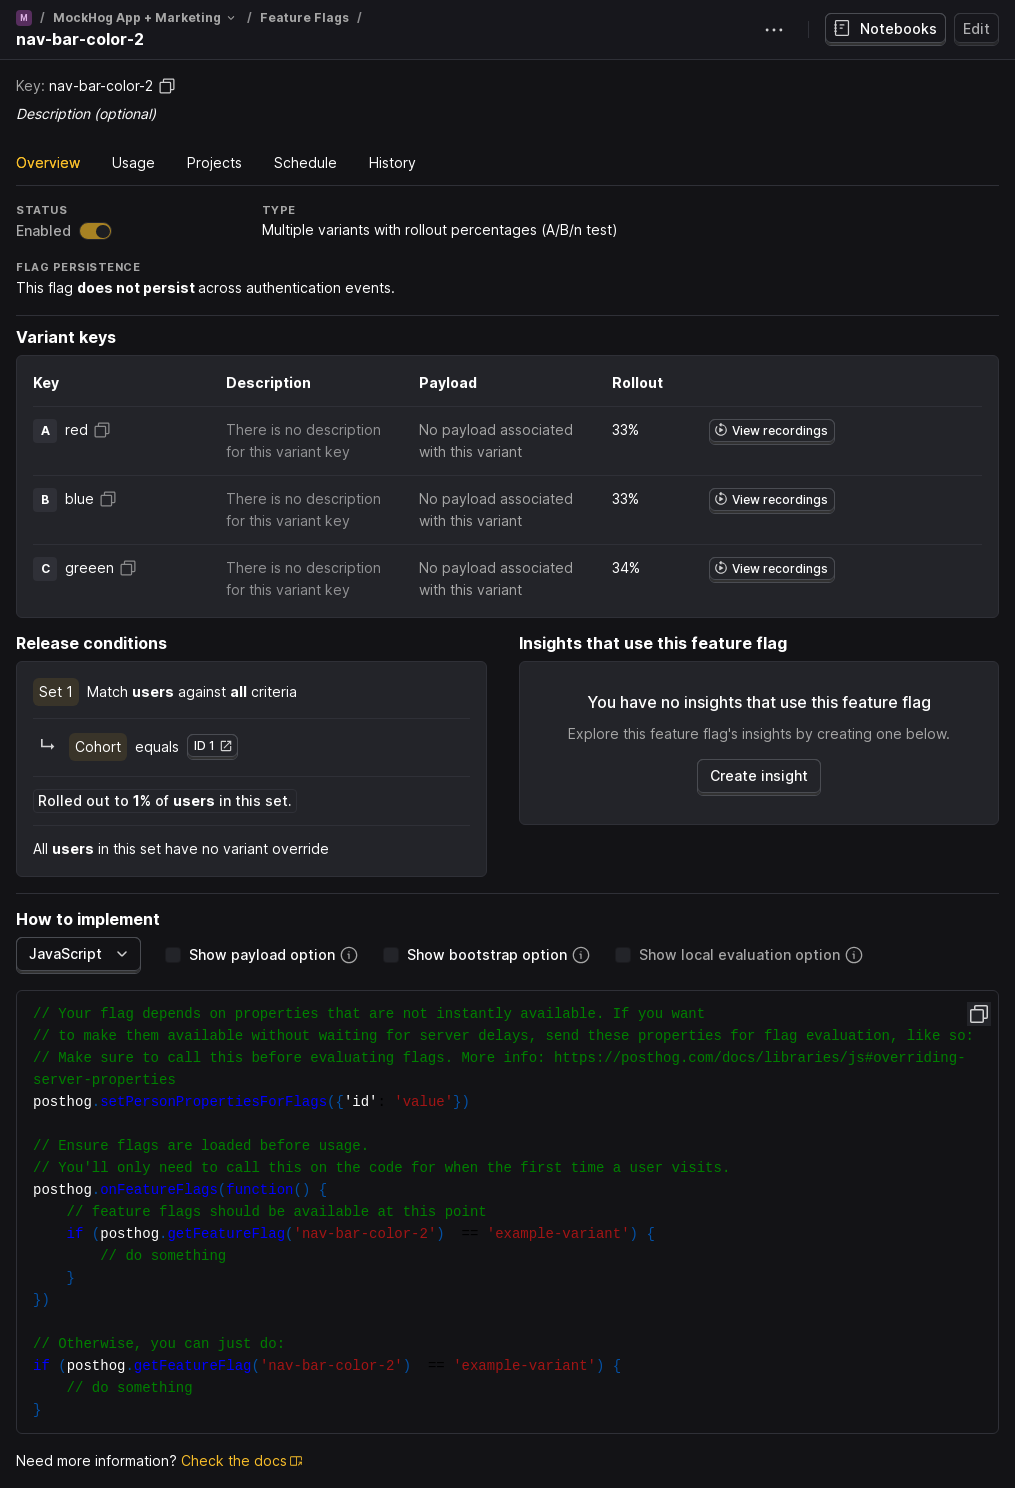 M / MockHog App + Marketing / Feature Flags /
nav-bar-color-2
Notebooks
Edit
Key: nav-bar-color-2
Description (optional)
Overview Usage Projects Schedule History
STATUS
Enabled
TYPE
Multiple variants with rollout percentages (A/B/n test)
FLAG PERSISTENCE
This flag does not persist across authentication events.
Variant keys
Key Description Payload Rollout
A red There is no description No payload associated 33% View recordings
for this variant key with this variant
B blue There is no description No payload associated 33% View recordings
for this variant key with this variant
C greeen There is no description No payload associated 34% View recordings
for this variant key with this variant
Release conditions
Set 1 Match users against all criteria
Cohort equals ID 1
Rolled out to 1% of users in this set.
All users in this set have no variant override
Insights that use this feature flag
You have no insights that use this feature flag
Explore this feature flag's insights by creating one below.
Create insight
How to implement
JavaScript Show payload option Show bootstrap option Show local evaluation option
// Your flag depends on properties that are not instantly available. If you want
// to make them available without waiting for server delays, send these properties for flag evaluation, like so:
// Make sure to call this before evaluating flags. More info: https://posthog.com/docs/libraries/js#overriding-
server-properties
posthog.setPersonPropertiesForFlags({'id': 'value'})
// Ensure flags are loaded before usage.
// You'll only need to call this on the code for when the first time a user visits.
posthog.onFeatureFlags(function() {
    // feature flags should be available at this point
    if (posthog.getFeatureFlag('nav-bar-color-2')  == 'example-variant') {
        // do something
    }
})
// Otherwise, you can just do:
if (posthog.getFeatureFlag('nav-bar-color-2')  == 'example-variant') {
    // do something
}
Need more information? Check the docs